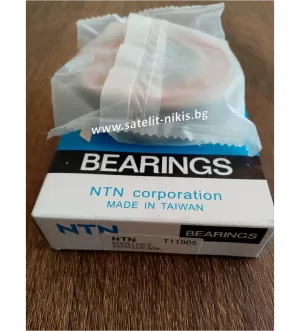 www.satelit-nikis.bg
BEARINGS
NTN corporation
MADE IN TAIWAN
NTN
BEARINGS
NTN T11905